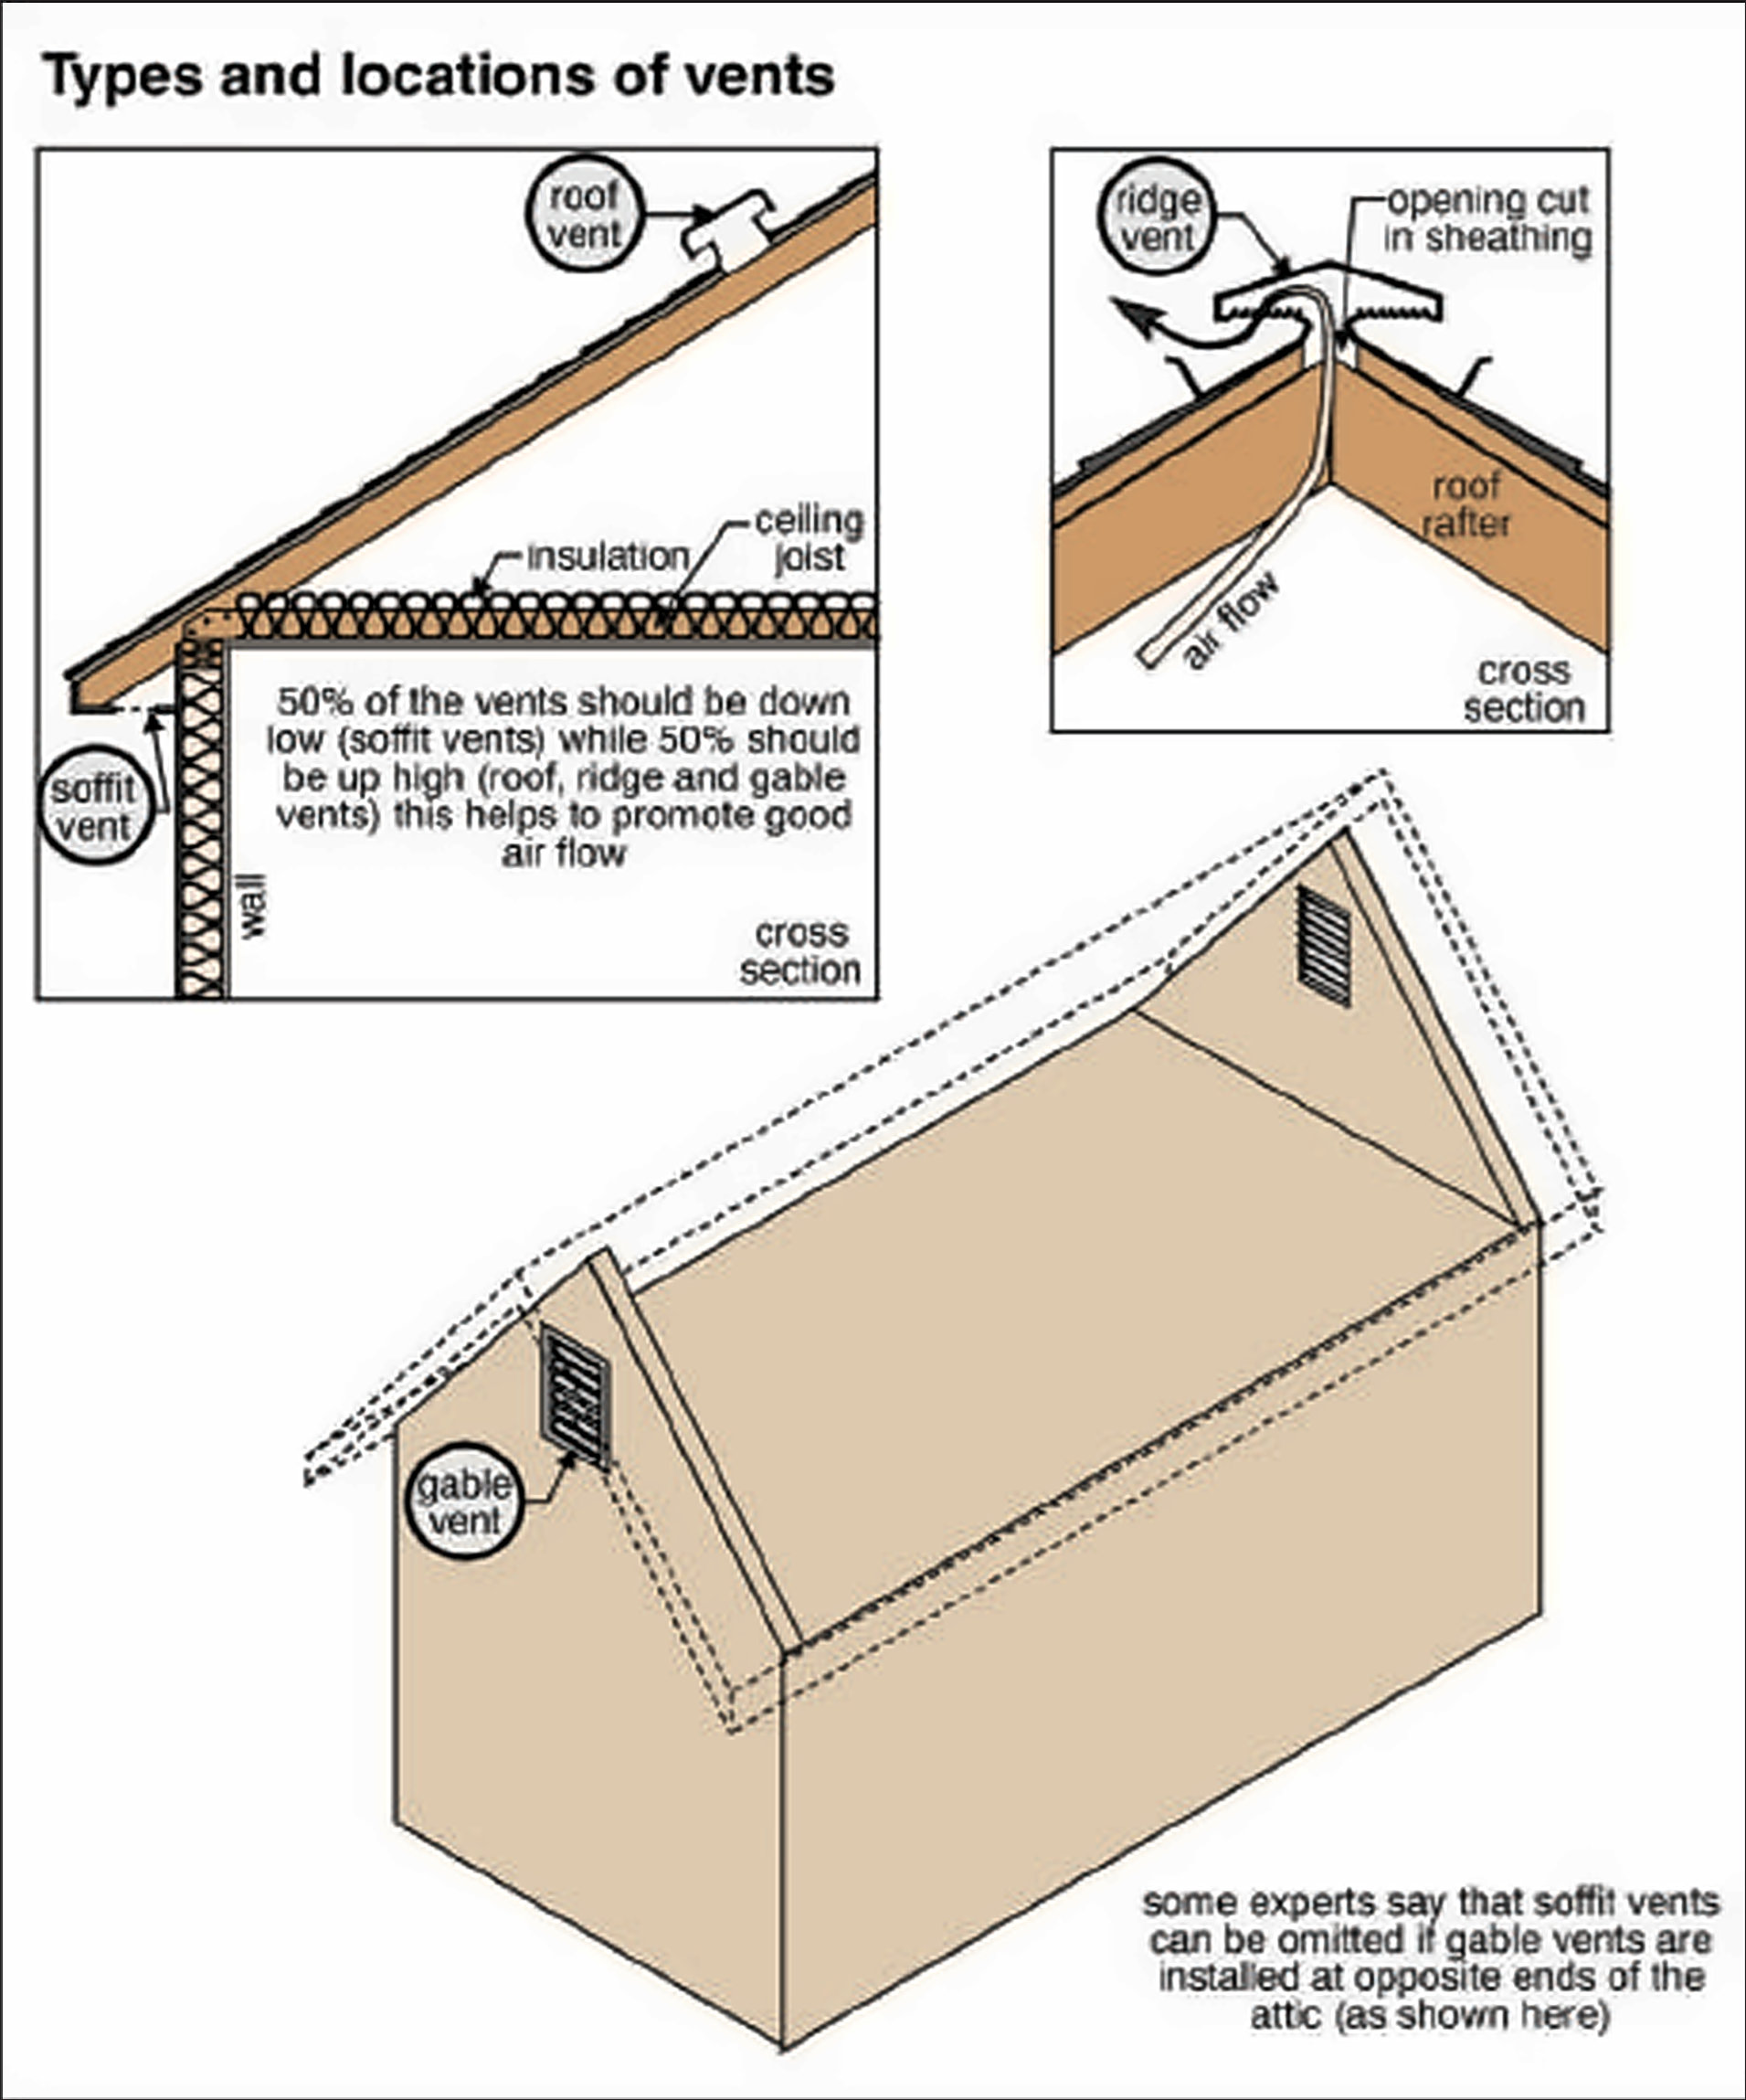 Types and locations of vents
roof
vent
insulation
ceiling
joist
50% of the vents should be down
low (soffit vents) while 50% should
be up high (roof, ridge and gable
vents) this helps to promote good
air flow
soffit
vent
wall
cross
section
ridge
vent
opening cut
in sheathing
roof
rafter
air flow
cross
section
gable
vent
some experts say that soffit vents
can be omitted if gable vents are
installed at opposite ends of the
attic (as shown here)